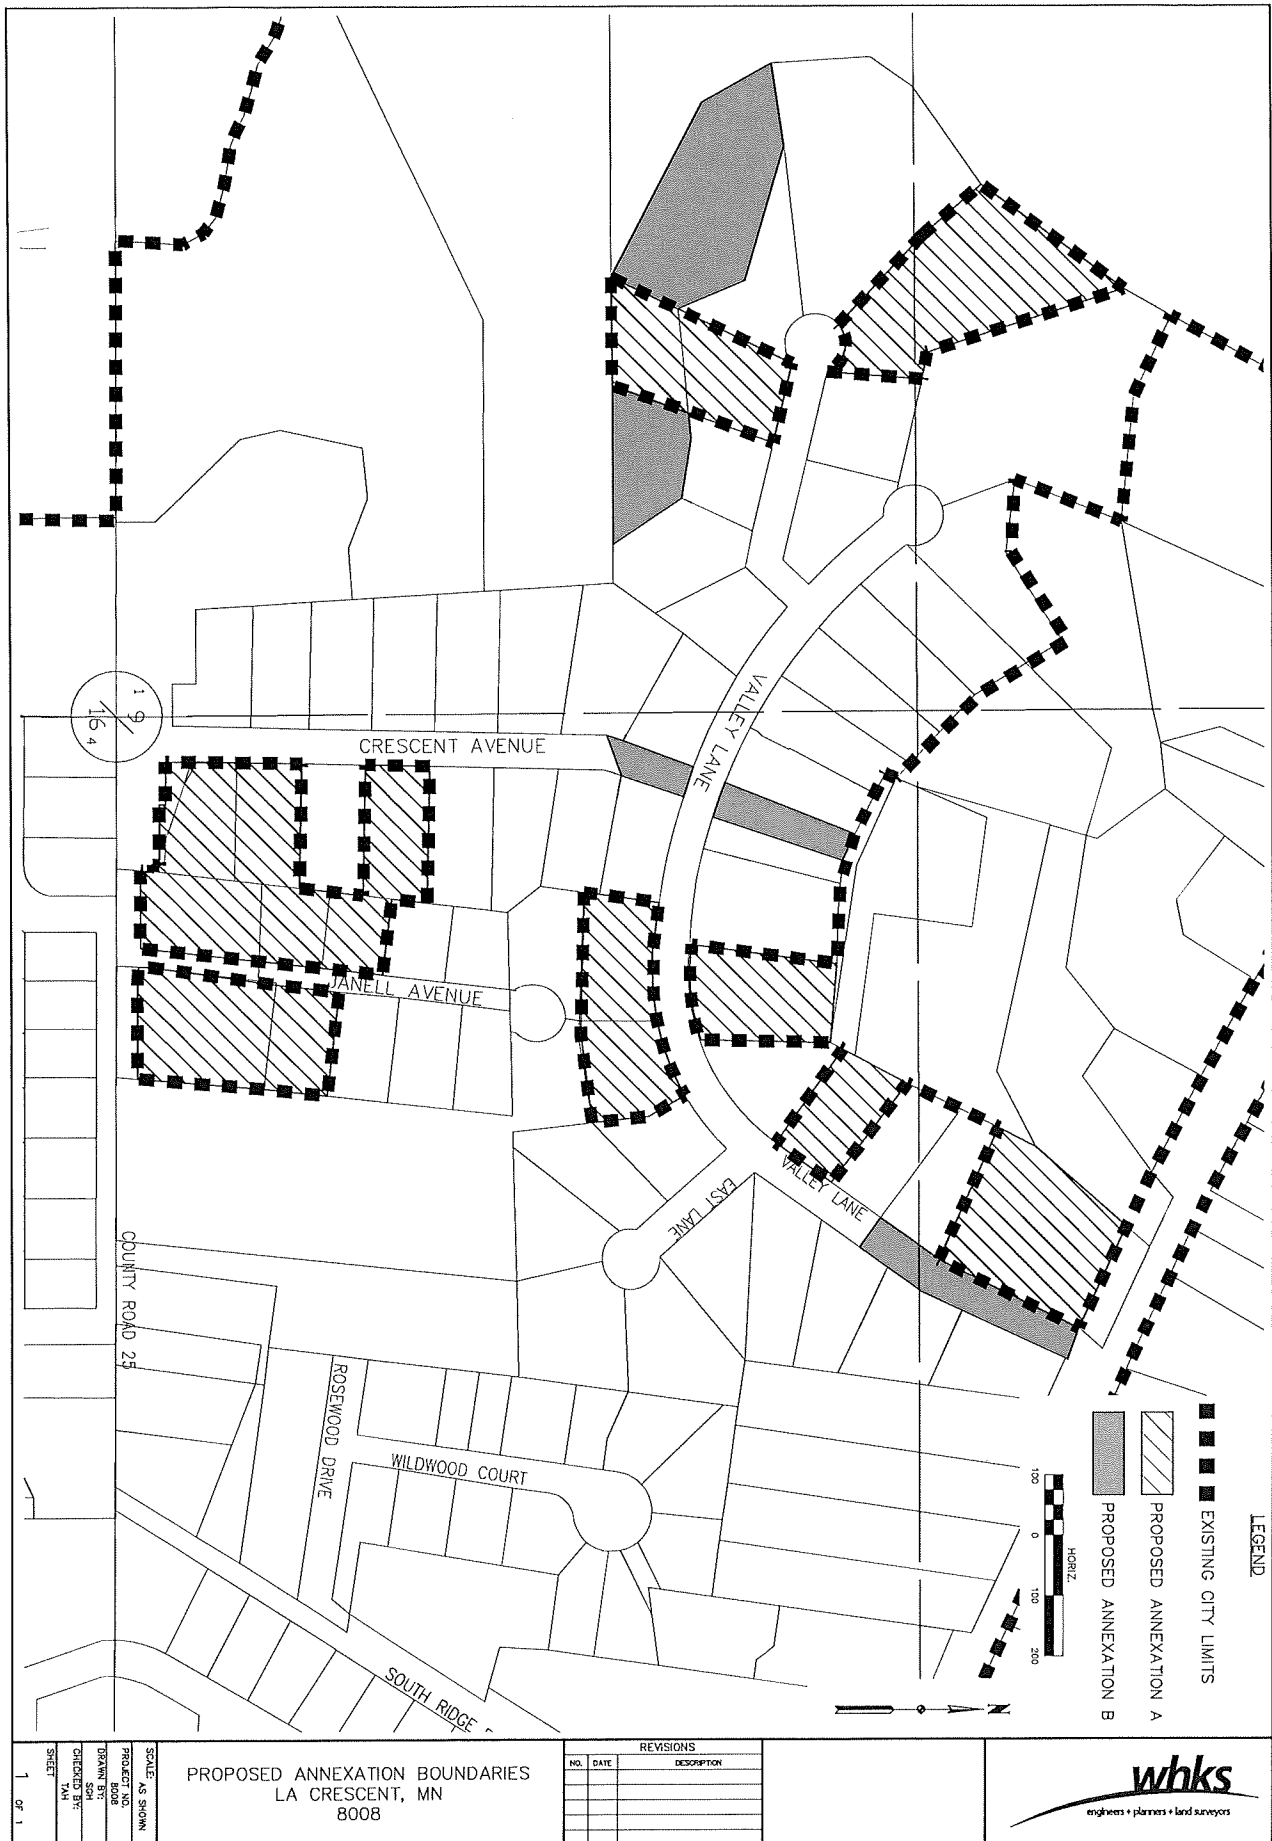 CRESCENT AVENUE
VALLEY LANE
JANELL AVENUE
VALLEY LANE
EAST LANE
COUNTY ROAD 25
ROSEWOOD DRIVE
WILDWOOD COURT
SOUTH RIDGE
1 9
16 4
LEGEND
EXISTING CITY LIMITS
PROPOSED ANNEXATION A
PROPOSED ANNEXATION B
HORIZ.
100 0 100 200
N
SCALE: AS SHOWN
PROJECT NO.
8008
DRAWN BY:
SGH
CHECKED BY:
TAH
SHEET
1 OF 1
PROPOSED ANNEXATION BOUNDARIES
LA CRESCENT, MN
8008
REVISIONS
NO. DATE DESCRIPTION
whks
engineers + planners + land surveyors